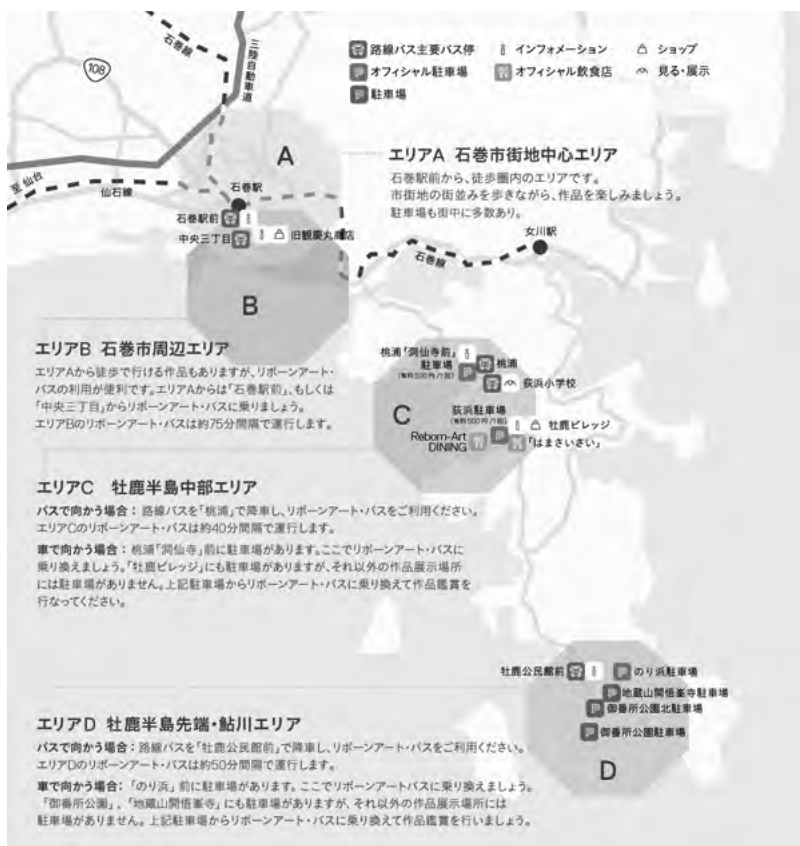 石巻線
三陸自動車道
108
路線バス主要バス停
インフォメーション
ショップ
オフィシャル駐車場
オフィシャル飲食店
見る・展示
駐車場
A
エリアA 石巻市街地中心エリア
石巻駅前から、徒歩圏内のエリアです。
市街地の街並みを歩きながら、作品を楽しみましょう。
駐車場も街中に多数あり。
至 仙台
仙石線
石巻駅
石巻駅前
中央三丁目
旧観慶丸商店
女川駅
石巻線
B
エリアB 石巻市周辺エリア
エリアAから徒歩で行ける作品もありますが、リボーンアート・
バスの利用が便利です。エリアAからは「石巻駅前」、もしくは
「中央三丁目」からリボーンアート・バスに乗りましょう。
エリアBのリボーンアート・バスは約75分間隔で運行します。
桃浦「洞仙寺前」
駐車場
(有料500円/1回)
桃浦
荻浜小学校
C
荻浜駐車場
(有料500円/1回)
牡鹿ビレッジ
Reborn-Art
DINING
「はまさいさい」
エリアC 牡鹿半島中部エリア
バスで向かう場合：路線バスを「桃浦」で降車し、リボーンアート・バスをご利用ください。
エリアCのリボーンアート・バスは約40分間隔で運行します。
車で向かう場合：桃浦「洞仙寺」前に駐車場があります。ここでリボーンアート・バスに
乗り換えましょう。「牡鹿ビレッジ」にも駐車場がありますが、それ以外の作品展示場所
には駐車場がありません。上記駐車場からリボーンアート・バスに乗り換えて作品鑑賞を
行なってください。
牡鹿公民館前
のり浜駐車場
地蔵山開悟峯寺駐車場
御番所公園北駐車場
御番所公園駐車場
D
エリアD 牡鹿半島先端・鮎川エリア
バスで向かう場合：路線バスを「牡鹿公民館前」で降車し、リボーンアート・バスをご利用ください。
エリアDのリボーンアート・バスは約50分間隔で運行します。
車で向かう場合：「のり浜」前に駐車場があります。ここでリボーンアートバスに乗り換えましょう。
「御番所公園」、「地蔵山開悟峯寺」にも駐車場がありますが、それ以外の作品展示場所には
駐車場がありません。上記駐車場からリボーンアート・バスに乗り換えて作品鑑賞を行いましょう。